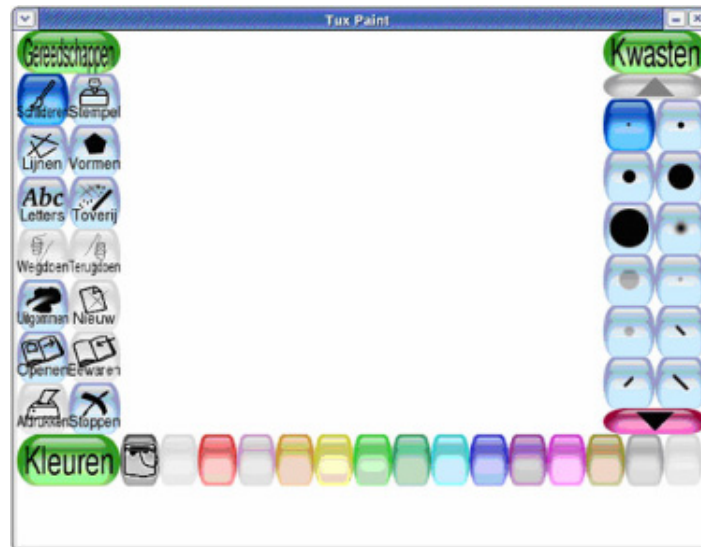 Tux Paint
Gereedschappen
Kwasten
Schilderen Stempel
Lijnen Vormen
Abc
Letters Toverij
Wegdoen Terugdoen
Uitgommen Nieuw
Openen Bewaren
Afdrukken Stoppen
Kleuren